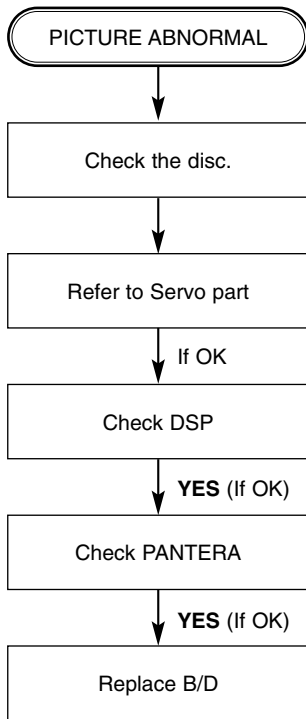 PICTURE ABNORMAL
Check the disc.
Refer to Servo part
If OK
Check DSP
YES (If OK)
Check PANTERA
YES (If OK)
Replace B/D